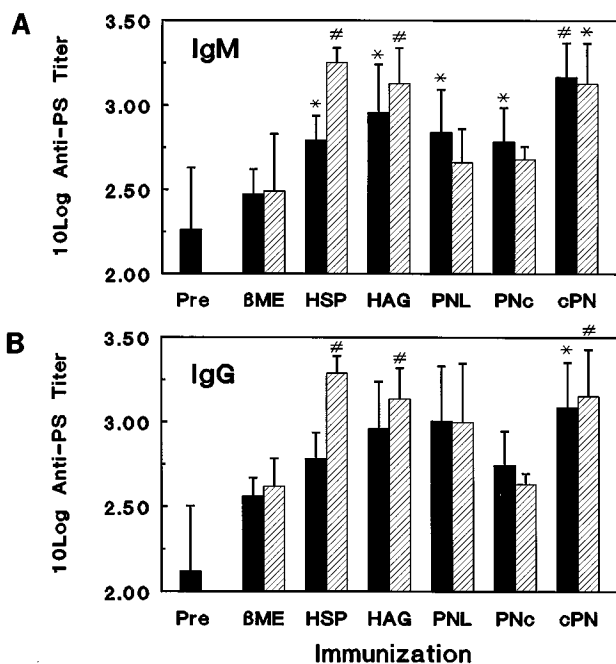 A
IgM
10Log Anti-PS Titer
3.50
3.00
2.50
2.00
* # * # * * # *
Pre βME HSP HAG PNL PNc cPN
B
IgG
10Log Anti-PS Titer
3.50
3.00
2.50
2.00
# # * #
Pre βME HSP HAG PNL PNc cPN
Immunization